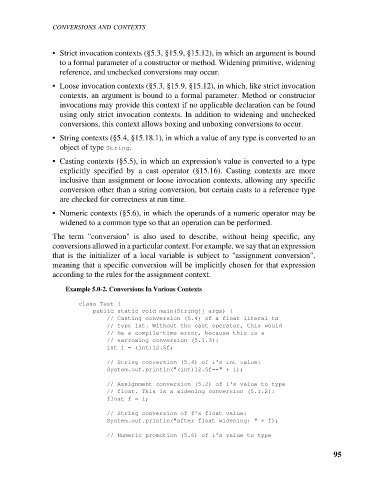 CONVERSIONS AND CONTEXTS
• Strict invocation contexts (§5.3, §15.9, §15.12), in which an argument is bound
to a formal parameter of a constructor or method. Widening primitive, widening
reference, and unchecked conversions may occur.
• Loose invocation contexts (§5.3, §15.9, §15.12), in which, like strict invocation
contexts, an argument is bound to a formal parameter. Method or constructor
invocations may provide this context if no applicable declaration can be found
using only strict invocation contexts. In addition to widening and unchecked
conversions, this context allows boxing and unboxing conversions to occur.
• String contexts (§5.4, §15.18.1), in which a value of any type is converted to an
object of type String.
• Casting contexts (§5.5), in which an expression's value is converted to a type
explicitly specified by a cast operator (§15.16). Casting contexts are more
inclusive than assignment or loose invocation contexts, allowing any specific
conversion other than a string conversion, but certain casts to a reference type
are checked for correctness at run time.
• Numeric contexts (§5.6), in which the operands of a numeric operator may be
widened to a common type so that an operation can be performed.
The term "conversion" is also used to describe, without being specific, any
conversions allowed in a particular context. For example, we say that an expression
that is the initializer of a local variable is subject to "assignment conversion",
meaning that a specific conversion will be implicitly chosen for that expression
according to the rules for the assignment context.
Example 5.0-2. Conversions In Various Contexts
class Test {
public static void main(String[] args) {
// Casting conversion (5.4) of a float literal to
// type int. Without the cast operator, this would
// be a compile-time error, because this is a
// narrowing conversion (5.1.3):
int i = (int)12.5f;
// String conversion (5.4) of i's int value:
System.out.println("(int)12.5f==" + i);
// Assignment conversion (5.2) of i's value to type
// float. This is a widening conversion (5.1.2):
float f = i;
// String conversion of f's float value:
System.out.println("after float widening: " + f);
// Numeric promotion (5.6) of i's value to type
95